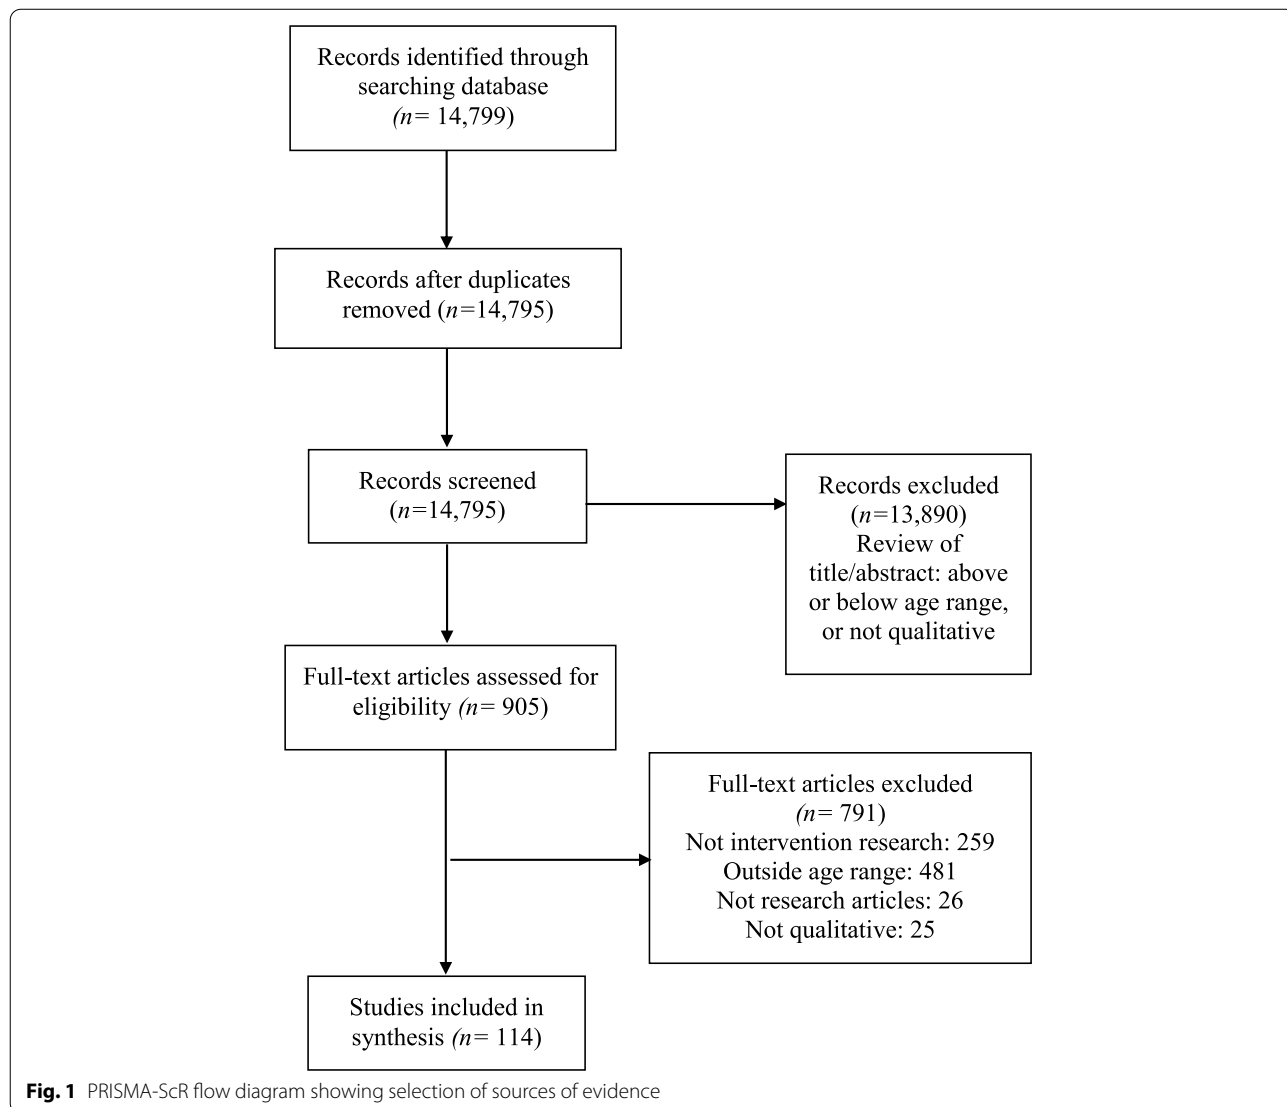 Records identified through
searching database
(n= 14,799)
Records after duplicates
removed (n=14,795)
Records screened
(n=14,795)
Records excluded
(n=13,890)
Review of
title/abstract: above
or below age range,
or not qualitative
Full-text articles assessed for
eligibility (n= 905)
Full-text articles excluded
(n= 791)
Not intervention research: 259
Outside age range: 481
Not research articles: 26
Not qualitative: 25
Studies included in
synthesis (n= 114)
Fig. 1 PRISMA-ScR flow diagram showing selection of sources of evidence